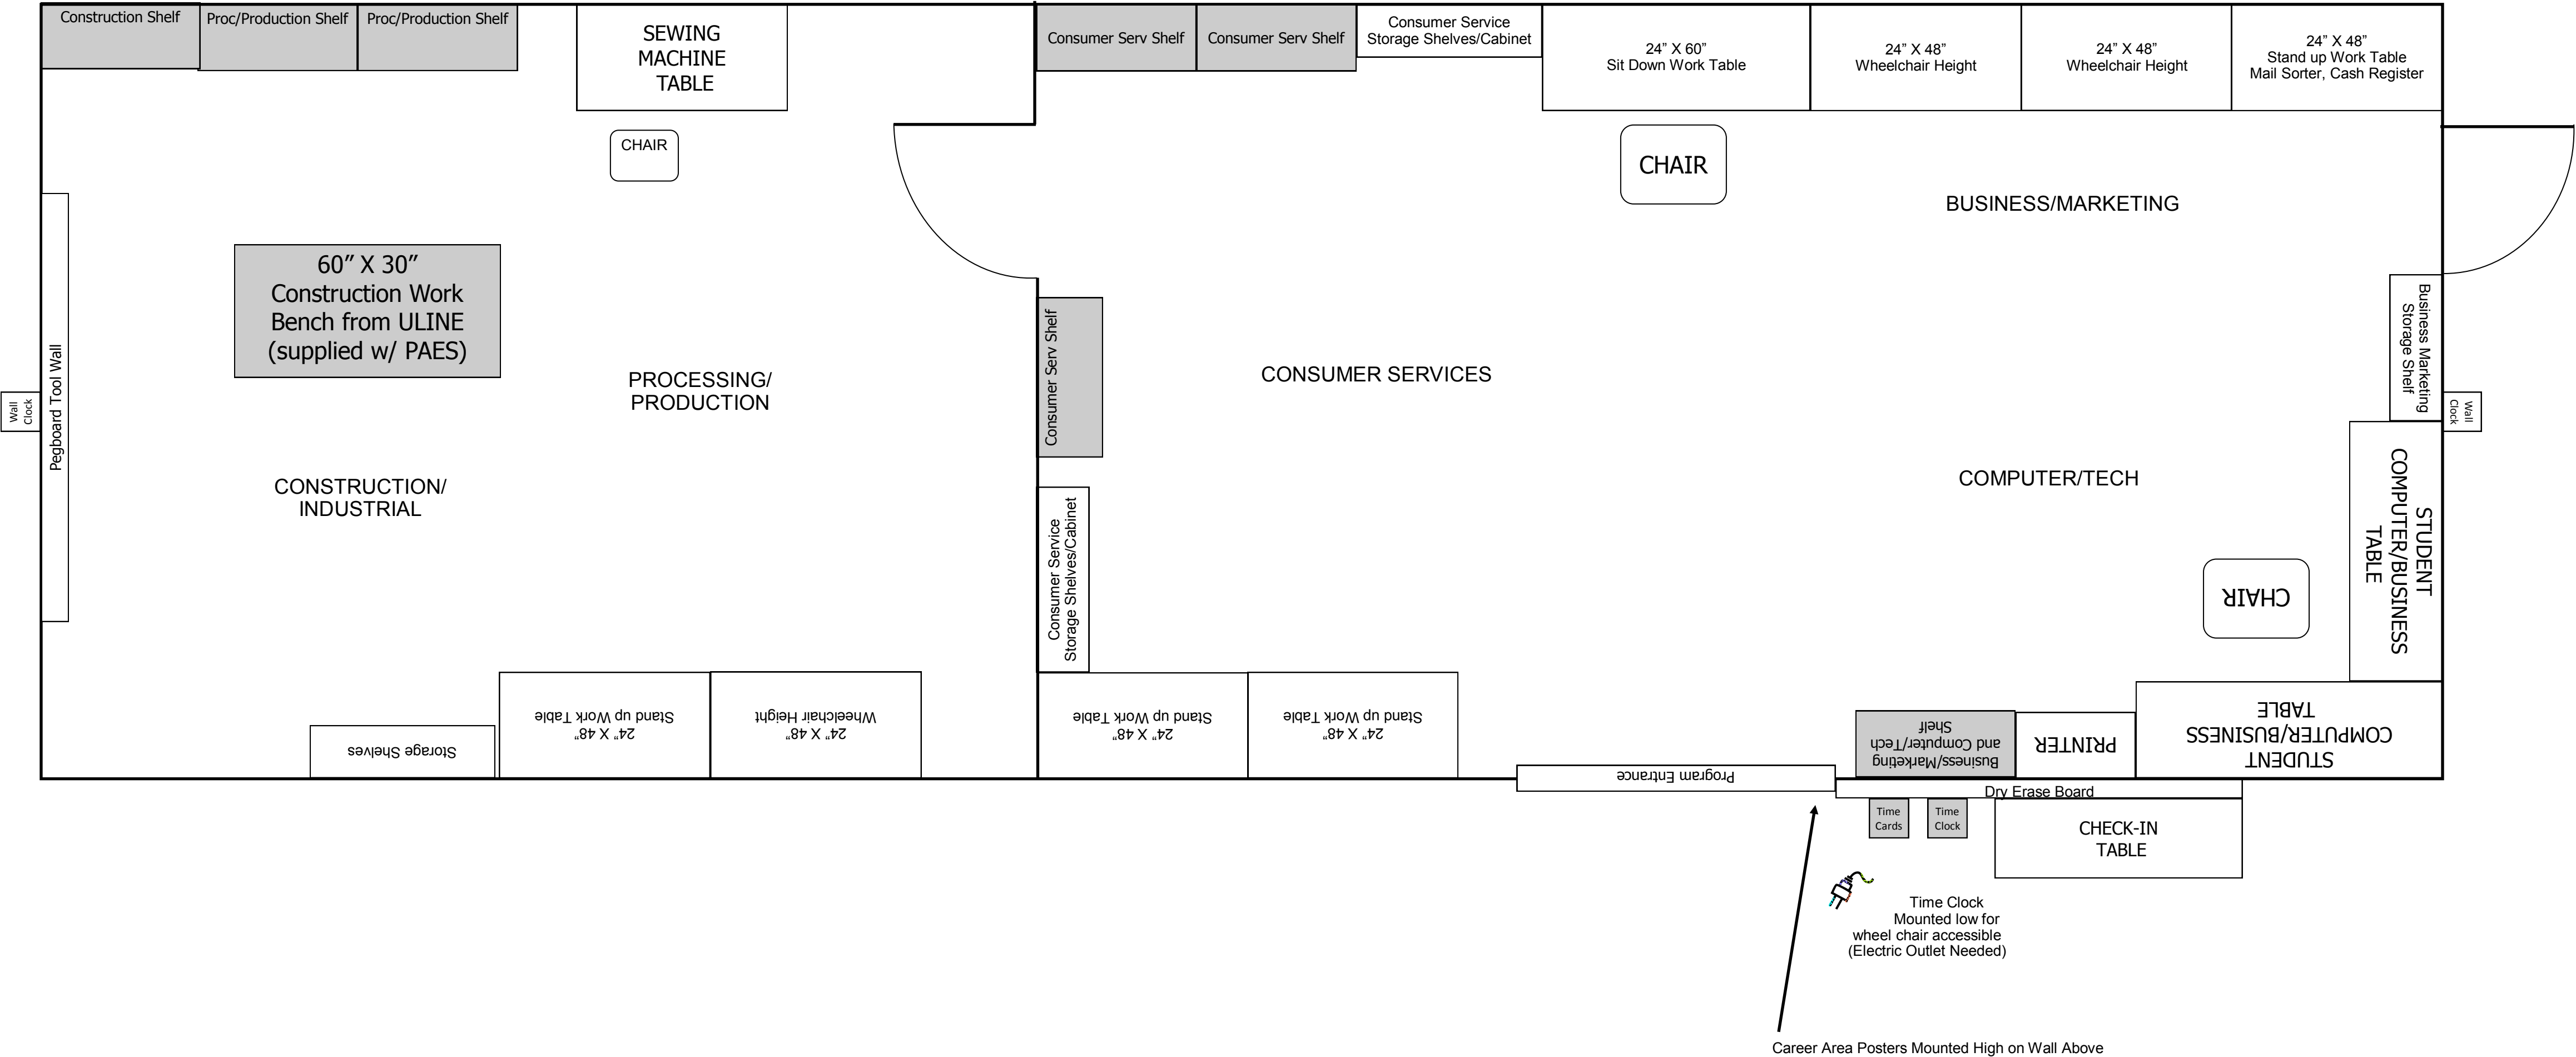 Construction Shelf
Proc/Production Shelf
Proc/Production Shelf
SEWING
MACHINE
TABLE
CHAIR
Consumer Serv Shelf
Consumer Serv Shelf
Consumer Service
Storage Shelves/Cabinet
24” X 60”
Sit Down Work Table
24” X 48”
Wheelchair Height
24” X 48”
Wheelchair Height
24” X 48”
Stand up Work Table
Mail Sorter, Cash Register
CHAIR
BUSINESS/MARKETING
60” X 30”
Construction Work
Bench from ULINE
(supplied w/ PAES)
Wall
Clock
Pegboard Tool Wall
PROCESSING/
PRODUCTION
CONSTRUCTION/
INDUSTRIAL
Consumer Serv Shelf
CONSUMER SERVICES
Consumer Service
Storage Shelves/Cabinet
COMPUTER/TECH
Business Marketing
Storage Shelf
Wall
Clock
STUDENT
COMPUTER/BUSINESS
TABLE
CHAIR
Storage Shelves
24” X 48”
Stand up Work Table
24” X 48”
Wheelchair Height
24” X 48”
Stand up Work Table
24” X 48”
Stand up Work Table
Program Entrance
Business/Marketing
and Computer/Tech
Shelf
PRINTER
STUDENT
COMPUTER/BUSINESS
TABLE
Dry Erase Board
Time
Cards
Time
Clock
CHECK-IN
TABLE
Time Clock
Mounted low for
wheel chair accessible
(Electric Outlet Needed)
Career Area Posters Mounted High on Wall Above